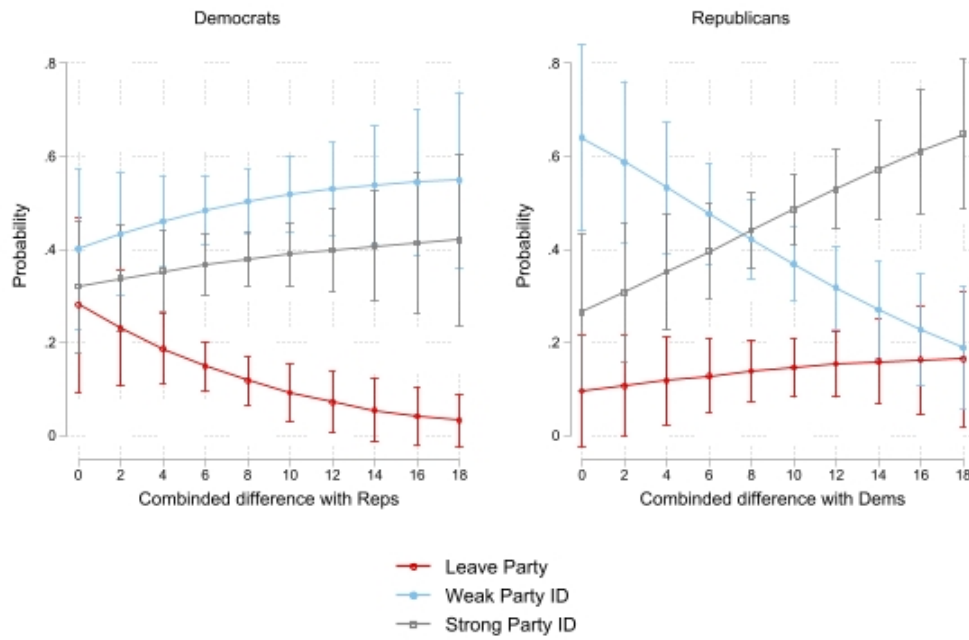 Democrats
Republicans
.8
.6
.4
.2
0
Probability
0 2 4 6 8 10 12 14 16 18
Combinded difference with Reps
.8
.6
.4
.2
0
Probability
0 2 4 6 8 10 12 14 16 18
Combinded difference with Dems
Leave Party
Weak Party ID
Strong Party ID